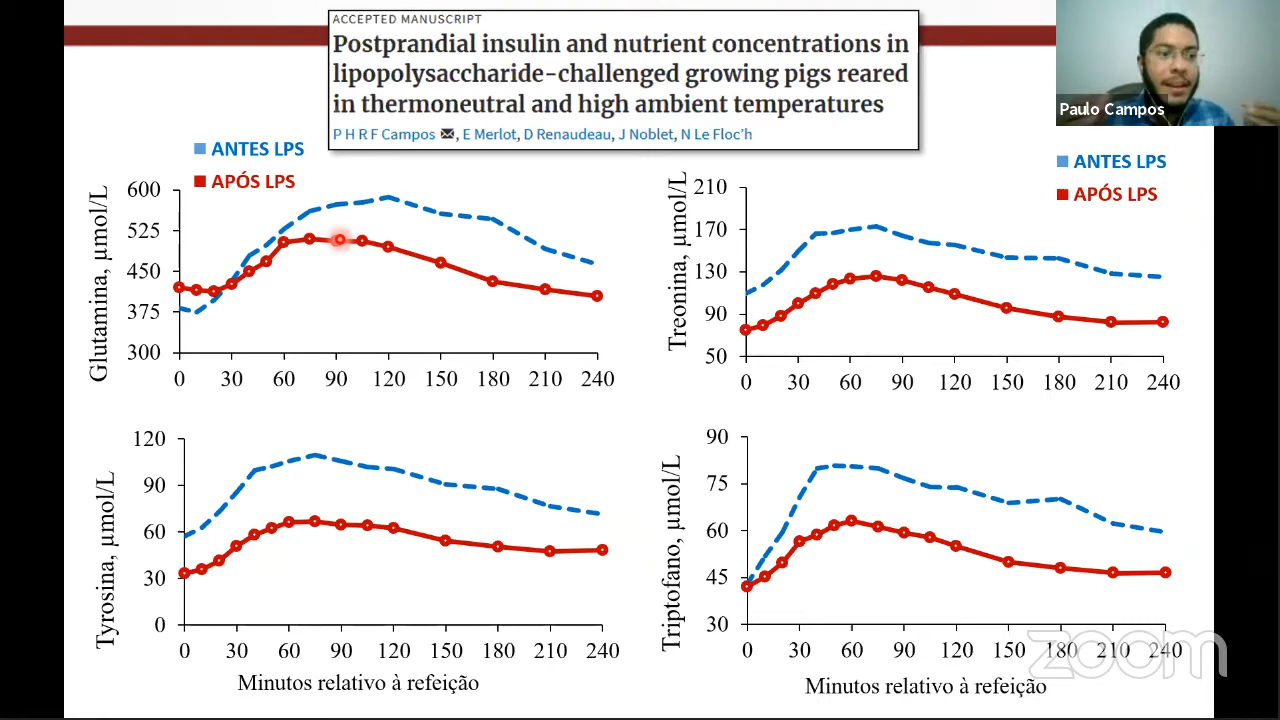 ACCEPTED MANUSCRIPT
Postprandial insulin and nutrient concentrations in
lipopolysaccharide-challenged growing pigs reared
in thermoneutral and high ambient temperatures
P H R F Campos ✉, E Merlot, D Renaudeau, J Noblet, N Le Floc'h
Paulo Campos
ANTES LPS
APÓS LPS
Glutamina, µmol/L
600
525
450
375
300
0 30 60 90 120 150 180 210 240
ANTES LPS
APÓS LPS
Treonina, µmol/L
210
170
130
90
50
0 30 60 90 120 150 180 210 240
Tyrosina, µmol/L
120
90
60
30
0
0 30 60 90 120 150 180 210 240
Minutos relativo à refeição
Triptofano, µmol/L
90
75
60
45
30
0 30 60 90 120 150 180 210 240
Minutos relativo à refeição
zoom